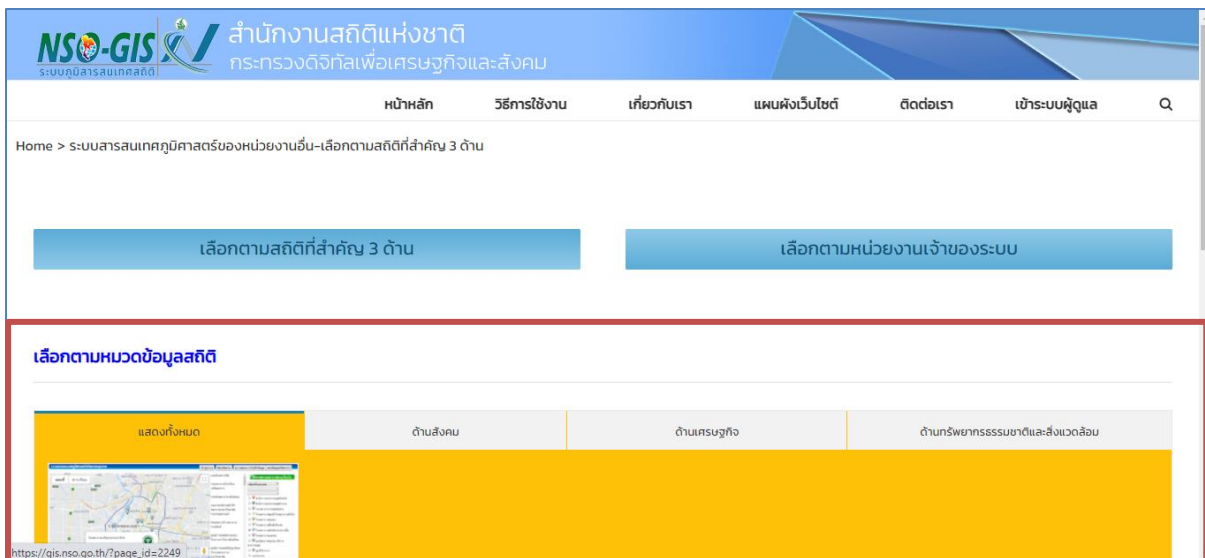 NSO-GIS
ระบบภูมิสารสนเทศสถิติ
สำนักงานสถิติแห่งชาติ
กระทรวงดิจิทัลเพื่อเศรษฐกิจและสังคม
หน้าหลัก วิธีการใช้งาน เกี่ยวกับเรา แผนผังเว็บไซต์ ติดต่อเรา เข้าระบบผู้ดูแล
Home > ระบบสารสนเทศภูมิศาสตร์ของหน่วยงานอื่น-เลือกตามสถิติที่สำคัญ 3 ด้าน
เลือกตามสถิติที่สำคัญ 3 ด้าน เลือกตามหน่วยงานเจ้าของระบบ
เลือกตามหมวดข้อมูลสถิติ
แสดงทั้งหมด ด้านสังคม ด้านเศรษฐกิจ ด้านทรัพยากรธรรมชาติและสิ่งแวดล้อม
https://gis.nso.go.th/?page_id=2249